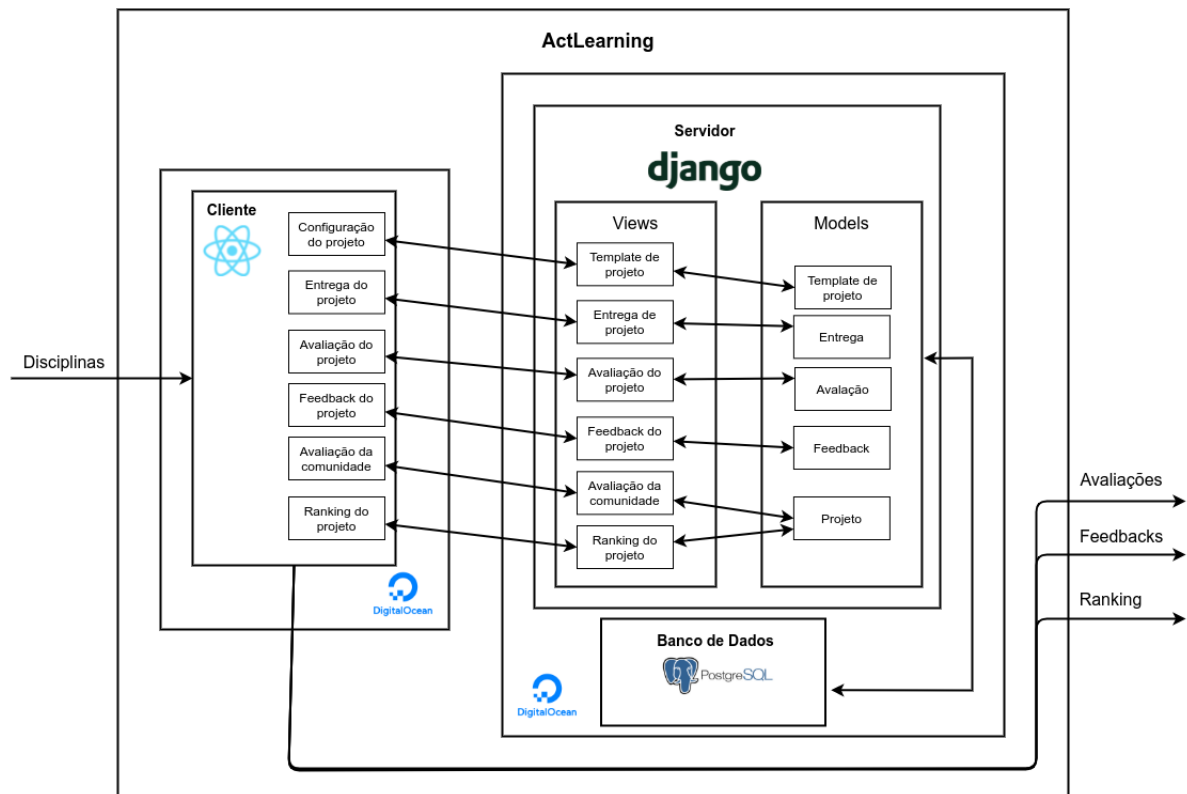 ActLearning
Disciplinas
Cliente
Configuração
do projeto
Entrega do
projeto
Avaliação do
projeto
Feedback do
projeto
Avaliação da
comunidade
Ranking do
projeto
DigitalOcean
Servidor
django
Views
Template de
projeto
Entrega de
projeto
Avaliação do
projeto
Feedback do
projeto
Avaliação da
comunidade
Ranking do
projeto
Models
Template de
projeto
Entrega
Avalação
Feedback
Projeto
Banco de Dados
PostgreSQL
DigitalOcean
Avaliações
Feedbacks
Ranking